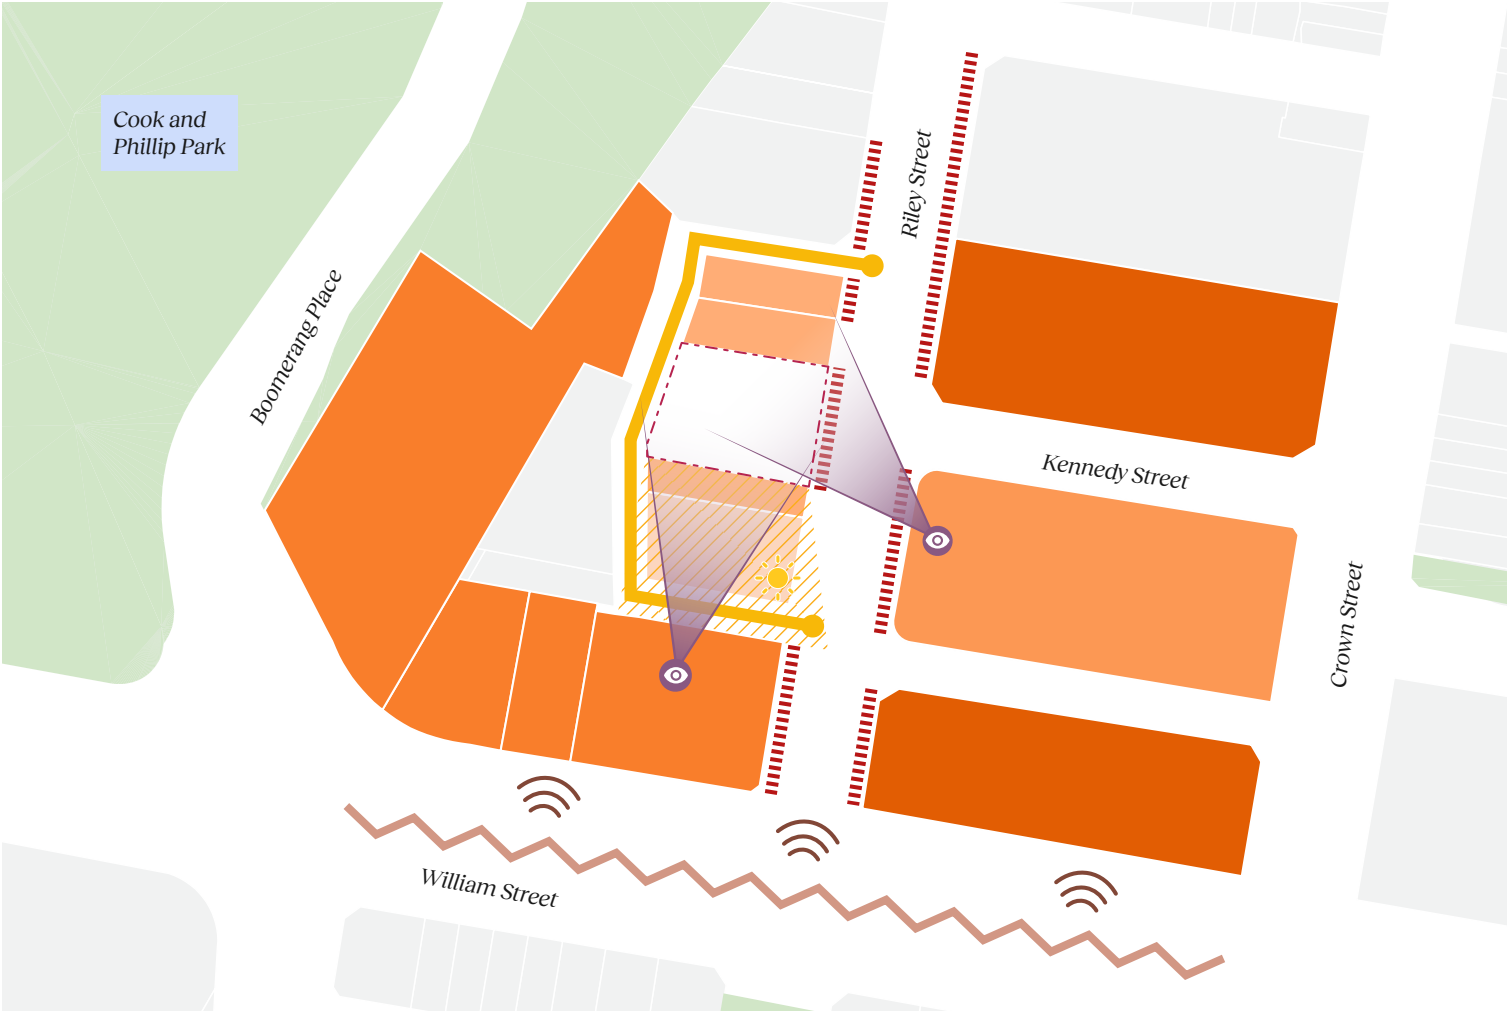 Cook and
Phillip Park
Riley Street
Boomerang Place
Kennedy Street
Crown Street
William Street